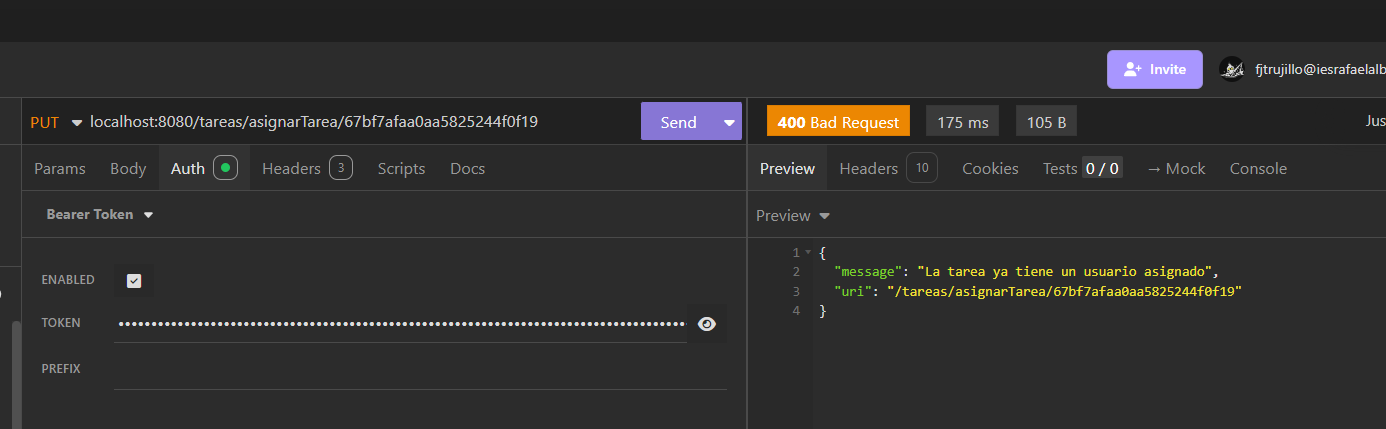 Invite
fjtrujillo@iesrafaelalb
PUT localhost:8080/tareas/asignarTarea/67bf7afaa0aa5825244f0f19 Send
400 Bad Request 175 ms 105 B Jus
Params Body Auth Headers 3 Scripts Docs
Preview Headers 10 Cookies Tests 0 / 0 → Mock Console
Bearer Token
Preview
ENABLED
TOKEN ••••••••••••••••••••••••••••••••••••••••••••••••••••••••••••••••••••••••••••••••
PREFIX
1 {
2 "message": "La tarea ya tiene un usuario asignado",
3 "uri": "/tareas/asignarTarea/67bf7afaa0aa5825244f0f19"
4 }